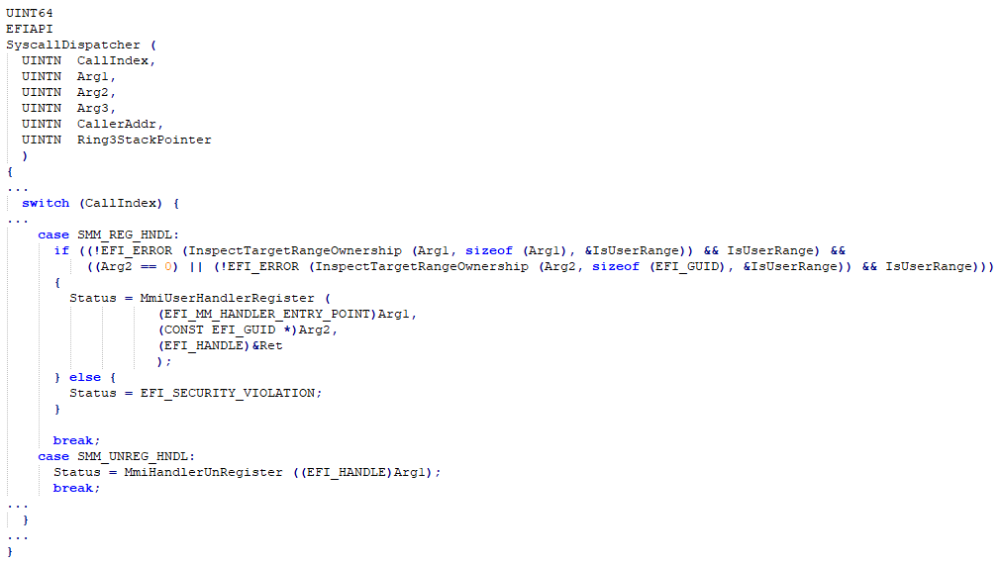 UINT64
EFIAPI
SyscallDispatcher (
  UINTN  CallIndex,
  UINTN  Arg1,
  UINTN  Arg2,
  UINTN  Arg3,
  UINTN  CallerAddr,
  UINTN  Ring3StackPointer
  )
{
...
  switch (CallIndex) {
...
    case SMM_REG_HNDL:
      if ((!EFI_ERROR (InspectTargetRangeOwnership (Arg1, sizeof (Arg1), &IsUserRange)) && IsUserRange) &&
          ((Arg2 == 0) || (!EFI_ERROR (InspectTargetRangeOwnership (Arg2, sizeof (EFI_GUID), &IsUserRange)) && IsUserRange)))
      {
        Status = MmiUserHandlerRegister (
                   (EFI_MM_HANDLER_ENTRY_POINT)Arg1,
                   (CONST EFI_GUID *)Arg2,
                   (EFI_HANDLE)&Ret
                   );
      } else {
        Status = EFI_SECURITY_VIOLATION;
      }

      break;
    case SMM_UNREG_HNDL:
      Status = MmiHandlerUnRegister ((EFI_HANDLE)Arg1);
      break;
...
  }
...
}